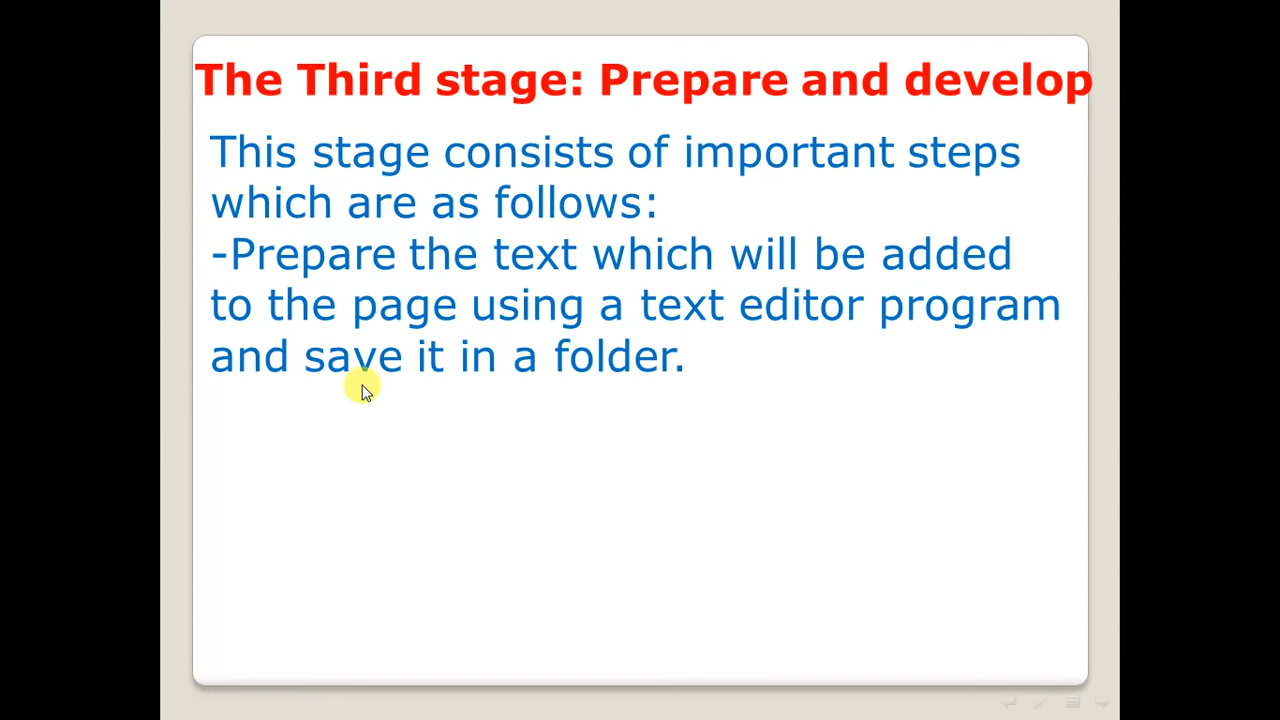 The Third stage: Prepare and develop
This stage consists of important steps
which are as follows:
-Prepare the text which will be added
to the page using a text editor program
and save it in a folder.